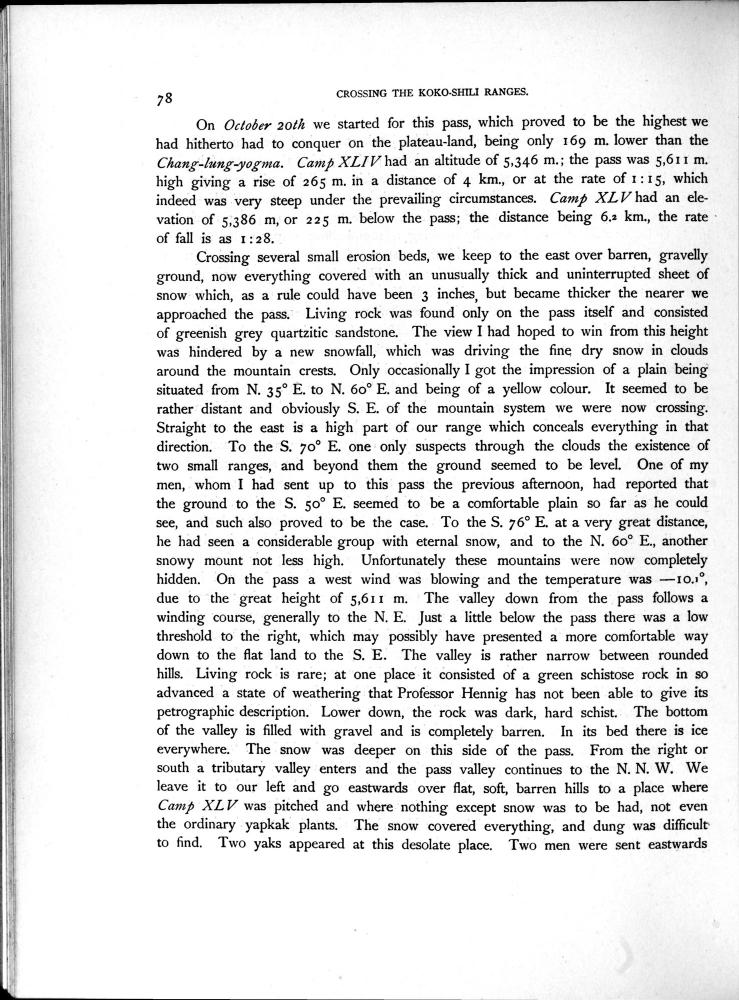 78
CROSSING THE KOKO-SHILI RANGES.
On October 20th we started for this pass, which proved to be the highest we
had hitherto had to conquer on the plateau-land, being only 169 m. lower than the
Chang-lung-yogma. Camp XLIV had an altitude of 5,346 m.; the pass was 5,611 m.
high giving a rise of 265 m. in a distance of 4 km., or at the rate of 1:15, which
indeed was very steep under the prevailing circumstances. Camp XLV had an ele-
vation of 5,386 m, or 225 m. below the pass; the distance being 6.2 km., the rate
of fall is as 1:28.
Crossing several small erosion beds, we keep to the east over barren, gravelly
ground, now everything covered with an unusually thick and uninterrupted sheet of
snow which, as a rule could have been 3 inches, but became thicker the nearer we
approached the pass. Living rock was found only on the pass itself and consisted
of greenish grey quartzitic sandstone. The view I had hoped to win from this height
was hindered by a new snowfall, which was driving the fine dry snow in clouds
around the mountain crests. Only occasionally I got the impression of a plain being
situated from N. 35° E. to N. 60° E. and being of a yellow colour. It seemed to be
rather distant and obviously S. E. of the mountain system we were now crossing.
Straight to the east is a high part of our range which conceals everything in that
direction. To the S. 70° E. one only suspects through the clouds the existence of
two small ranges, and beyond them the ground seemed to be level. One of my
men, whom I had sent up to this pass the previous afternoon, had reported that
the ground to the S. 50° E. seemed to be a comfortable plain so far as he could
see, and such also proved to be the case. To the S. 76° E. at a very great distance,
he had seen a considerable group with eternal snow, and to the N. 60° E., another
snowy mount not less high. Unfortunately these mountains were now completely
hidden. On the pass a west wind was blowing and the temperature was —10.1°,
due to the great height of 5,611 m. The valley down from the pass follows a
winding course, generally to the N. E. Just a little below the pass there was a low
threshold to the right, which may possibly have presented a more comfortable way
down to the flat land to the S. E. The valley is rather narrow between rounded
hills. Living rock is rare; at one place it consisted of a green schistose rock in so
advanced a state of weathering that Professor Hennig has not been able to give its
petrographic description. Lower down, the rock was dark, hard schist. The bottom
of the valley is filled with gravel and is completely barren. In its bed there is ice
everywhere. The snow was deeper on this side of the pass. From the right or
south a tributary valley enters and the pass valley continues to the N. N. W. We
leave it to our left and go eastwards over flat, soft, barren hills to a place where
Camp XLV was pitched and where nothing except snow was to be had, not even
the ordinary yapkak plants. The snow covered everything, and dung was difficult
to find. Two yaks appeared at this desolate place. Two men were sent eastwards